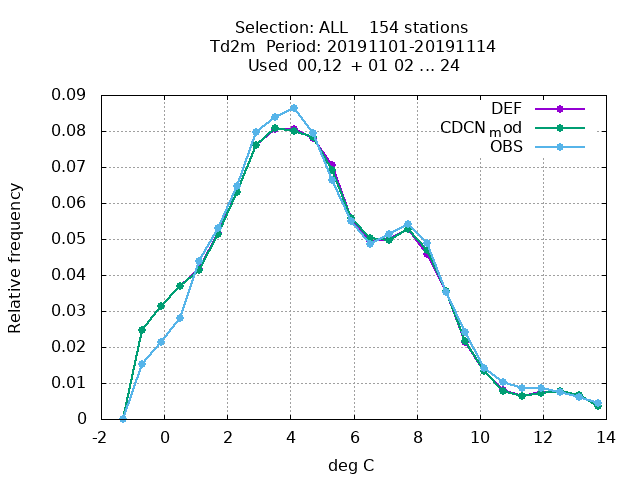 Selection: ALL    154 stations
Td2m  Period: 20191101-20191114
Used  00,12  + 01 02 ... 24
0.09
0.08
0.07
0.06
0.05
0.04
0.03
0.02
0.01
0
Relative frequency
DEF
CDCN_mod
OBS
-2 0 2 4 6 8 10 12 14
deg C